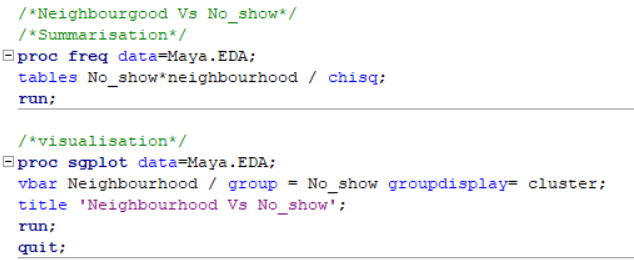 /*Neighbourgood Vs No_show*/
/*Summarisation*/
proc freq data=Maya.EDA;
tables No_show*neighbourhood / chisq;
run;
/*visualisation*/
proc sgplot data=Maya.EDA;
vbar Neighbourhood / group = No_show groupdisplay= cluster;
title 'Neighbourhood Vs No_show';
run;
quit;